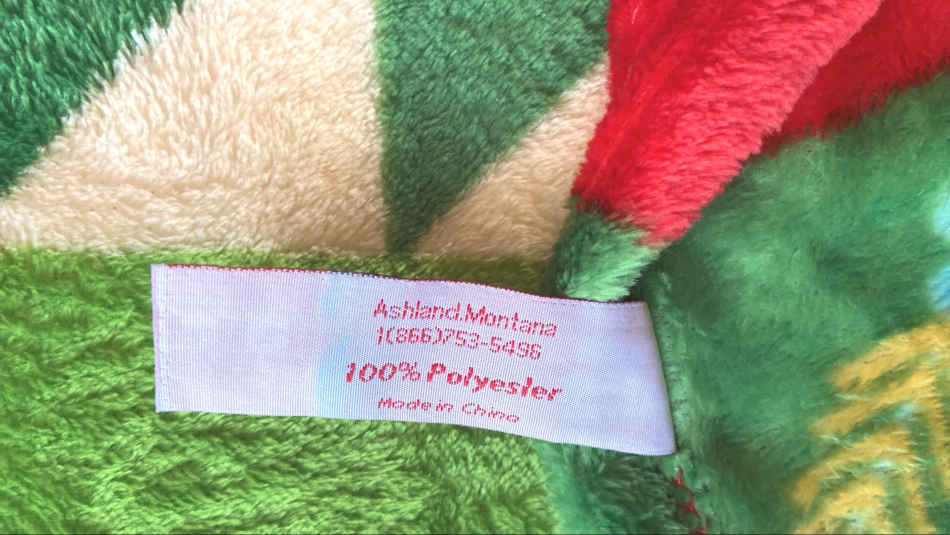 Ashland.Montana
1(866)753-5496
100% Polyester
Made in China